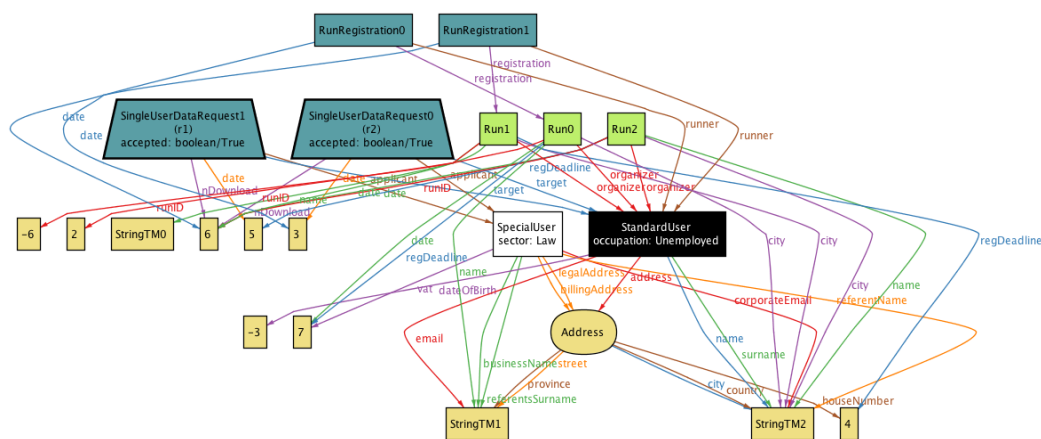 RunRegistration0
RunRegistration1
registration
registration
SingleUserDataRequest1
(r1)
accepted: boolean/True
SingleUserDataRequest0
(r2)
accepted: boolean/True
Run1
Run0
Run2
date
date
runner
runner
date
nDownload
applicant
date
applicant
regDeadline
target
target
organizer
organizer
organizer
runID
runID
name
date
date
nDownload
runID
-6
2
StringTM0
6
5
3
SpecialUser
sector: Law
StandardUser
occupation: Unemployed
city
city
regDeadline
date
regDeadline
name
legalAddress
billingAddress
address
vat
dateOfBirth
city
name
corporateEmail
referentName
-3
7
email
Address
name
surname
businessName
street
province
referentsSurname
city
country
houseNumber
StringTM1
StringTM2
4